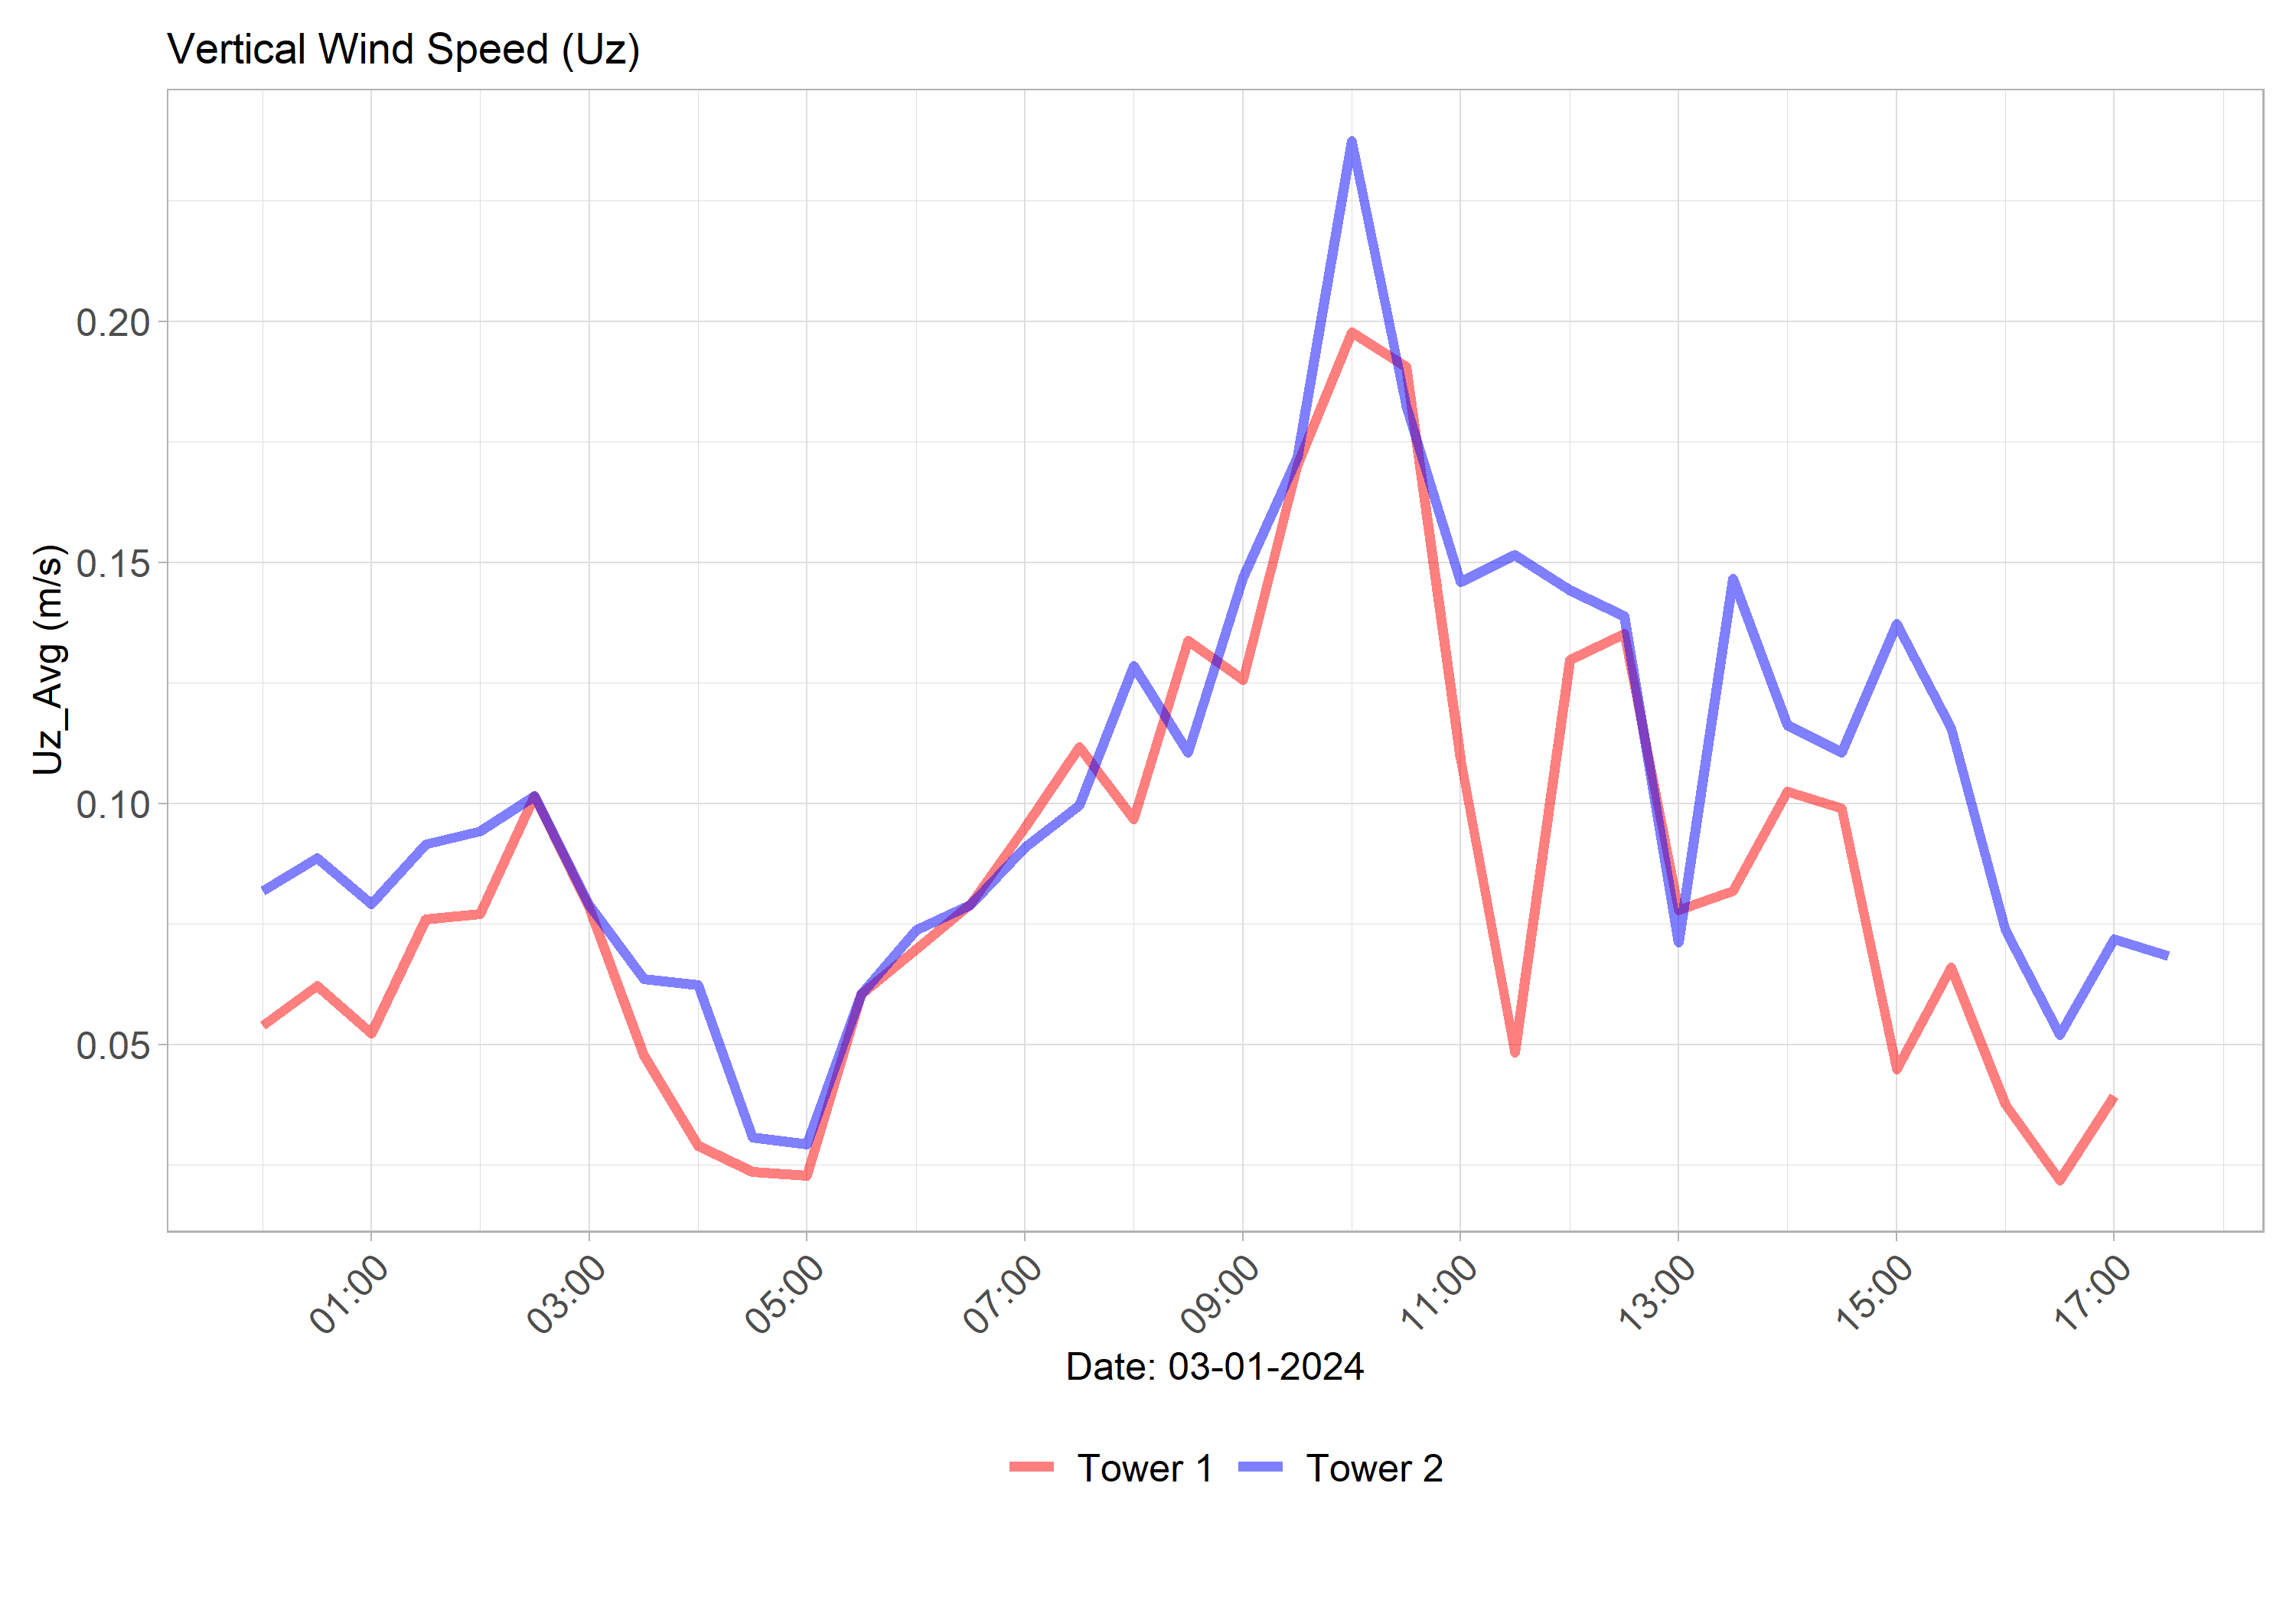 Vertical Wind Speed (Uz)
Uz_Avg (m/s)
0.20
0.15
0.10
0.05
01:00 03:00 05:00 07:00 09:00 11:00 13:00 15:00 17:00
Date: 03-01-2024
Tower 1 Tower 2